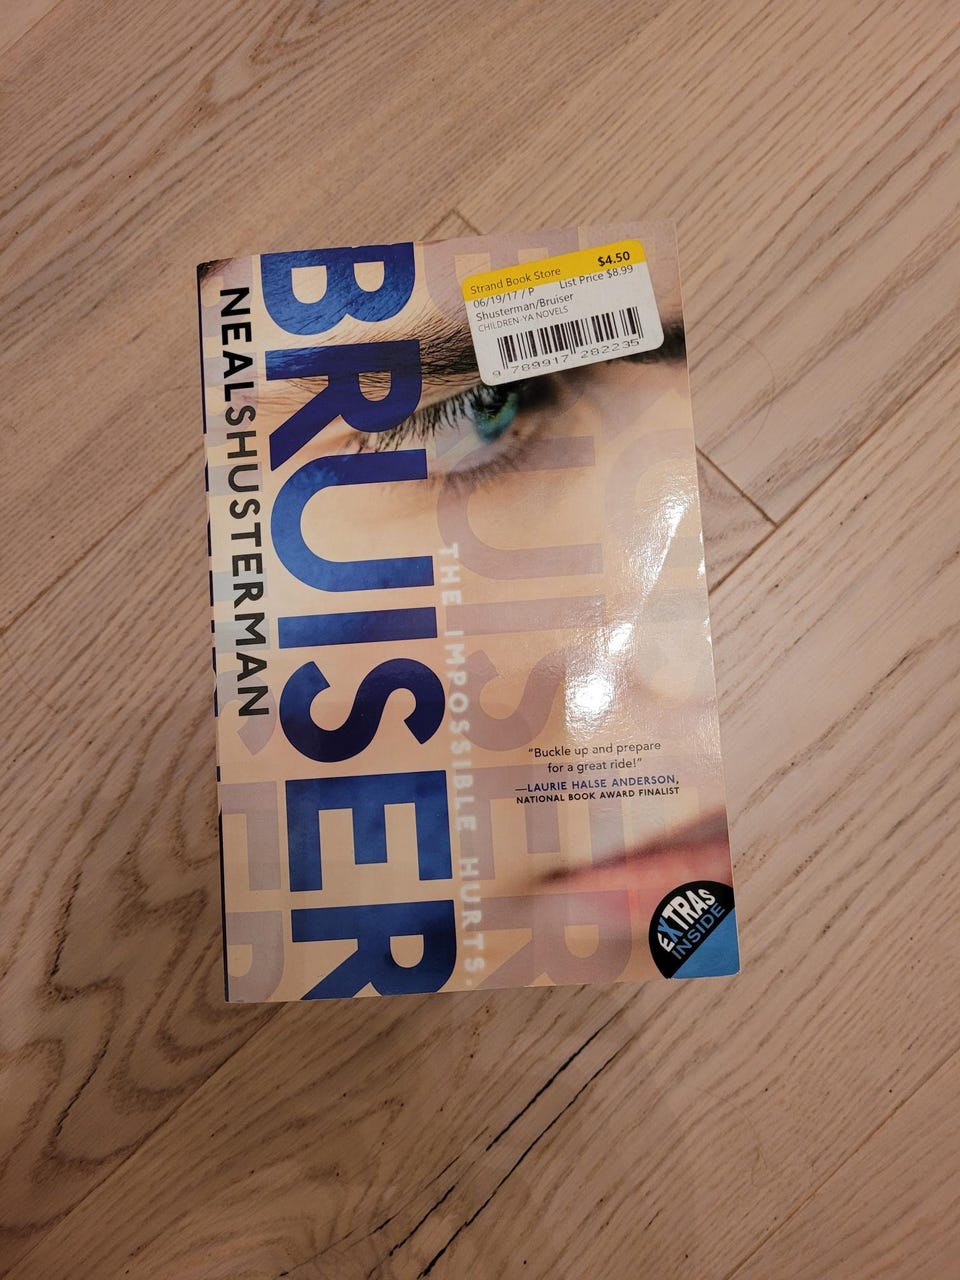 NEALSHUSTERMAN
BRUISER
THE IMPOSSIBLE HURTS.
Strand Book Store $4.50
06/19/17 / P List Price $8.99
Shusterman/Bruiser
CHILDREN-YA NOVELS
9 789917 282235
"Buckle up and prepare
for a great ride!"
—LAURIE HALSE ANDERSON,
NATIONAL BOOK AWARD FINALIST
EXTRAS
INSIDE